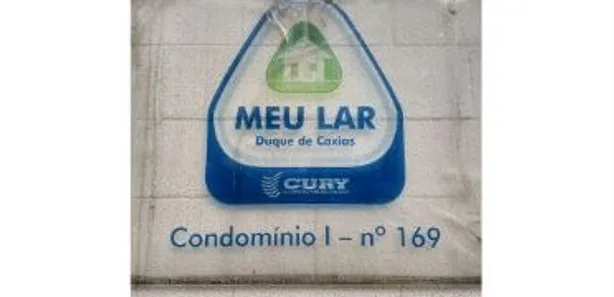 MEU LAR
Duque de Caxias
CURY
Condomínio I – nº 169